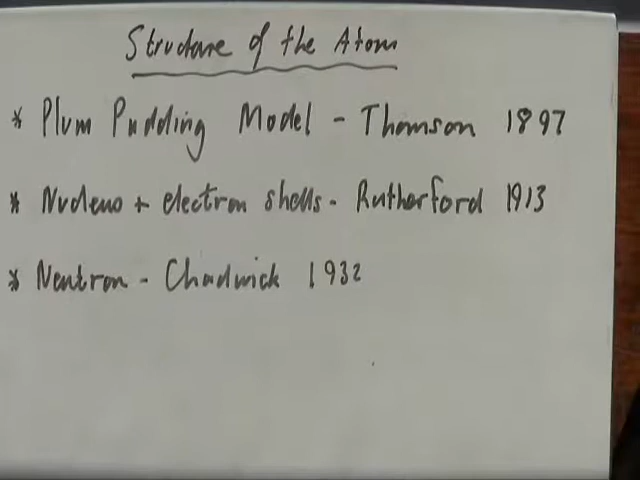 Structure of the Atom
* Plum Pudding Model - Thomson 1897
* Nucleus + electron shells - Rutherford 1913
* Neutron - Chadwick 1932